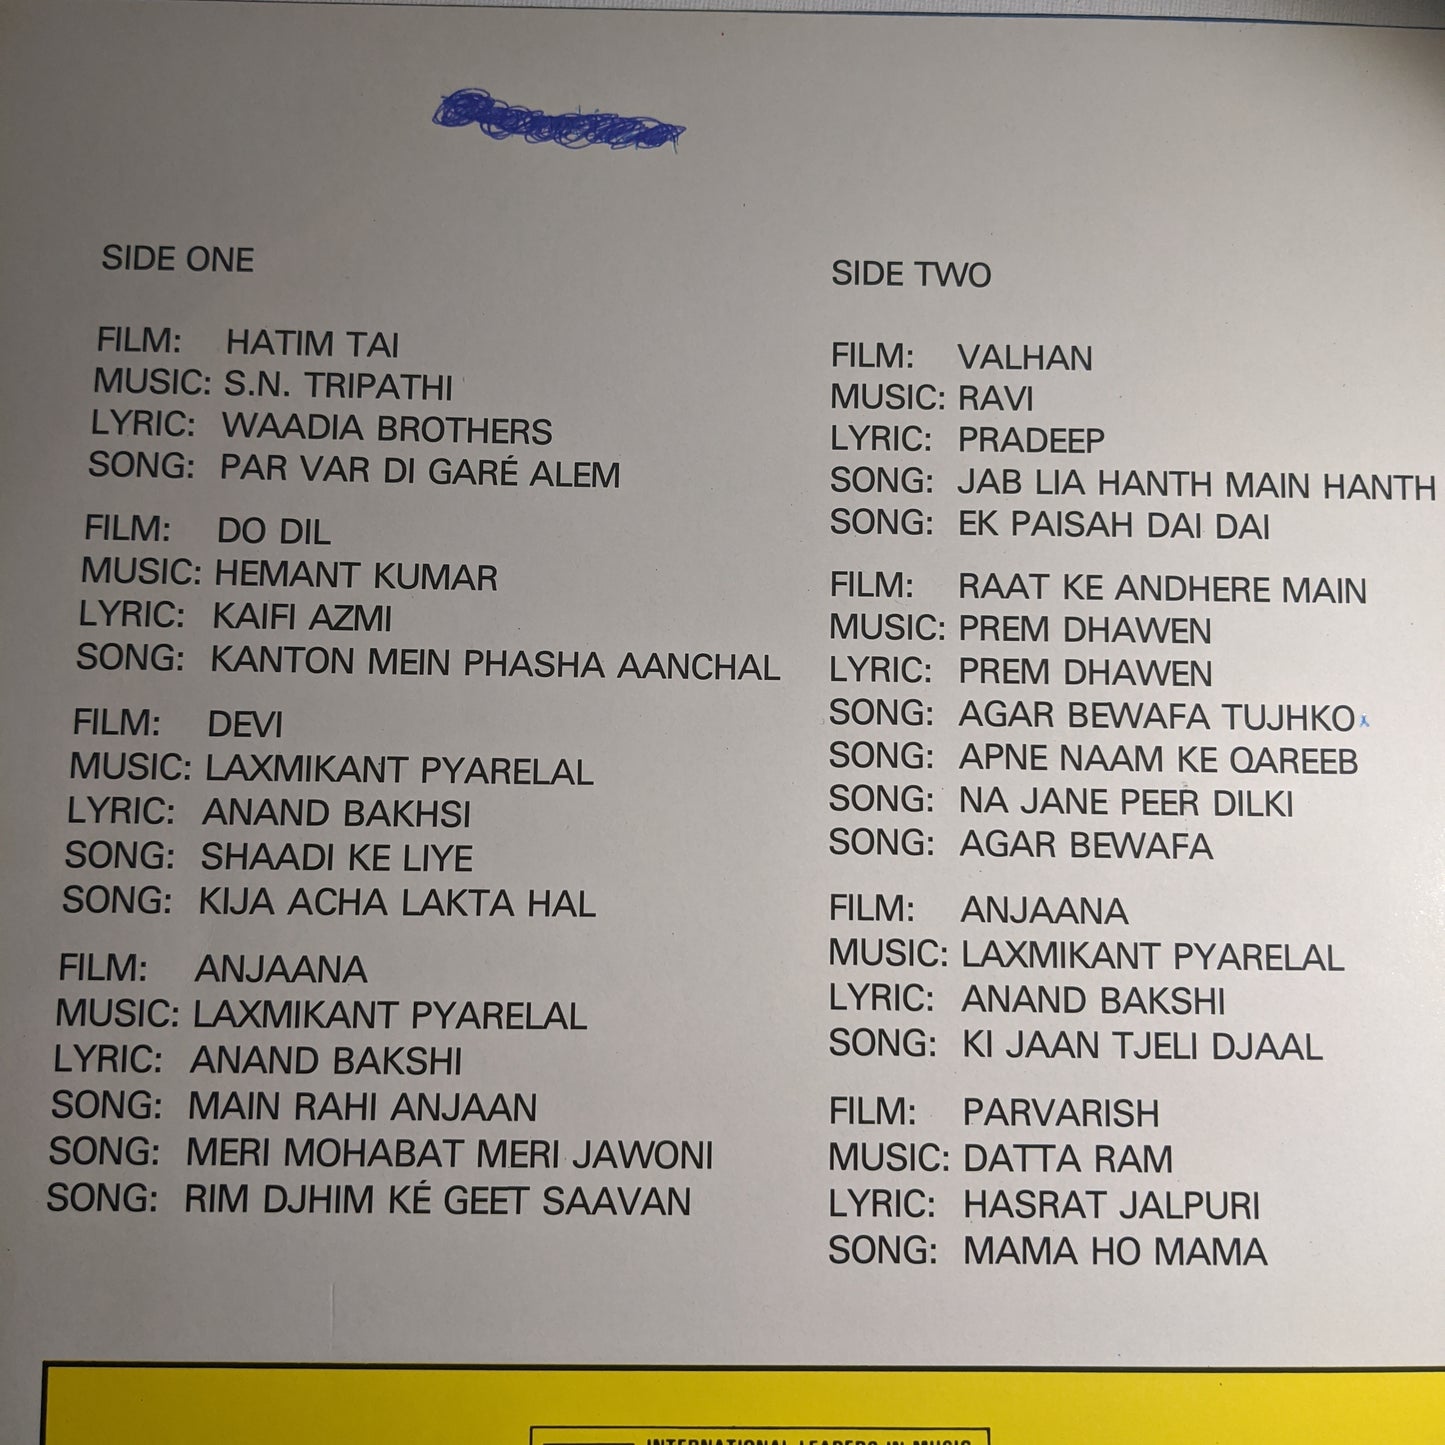 SIDE ONE
FILM: HATIM TAI
MUSIC: S.N. TRIPATHI
LYRIC: WAADIA BROTHERS
SONG: PAR VAR DI GARÉ ALEM
FILM: DO DIL
MUSIC: HEMANT KUMAR
LYRIC: KAIFI AZMI
SONG: KANTON MEIN PHASHA AANCHAL
FILM: DEVI
MUSIC: LAXMIKANT PYARELAL
LYRIC: ANAND BAKHSI
SONG: SHAADI KE LIYE
SONG: KIJA ACHA LAKTA HAL
FILM: ANJAANA
MUSIC: LAXMIKANT PYARELAL
LYRIC: ANAND BAKSHI
SONG: MAIN RAHI ANJAAN
SONG: MERI MOHABAT MERI JAWONI
SONG: RIM DJHIM KÉ GEET SAAVAN
SIDE TWO
FILM: VALHAN
MUSIC: RAVI
LYRIC: PRADEEP
SONG: JAB LIA HANTH MAIN HANTH
SONG: EK PAISAH DAI DAI
FILM: RAAT KE ANDHERE MAIN
MUSIC: PREM DHAWEN
LYRIC: PREM DHAWEN
SONG: AGAR BEWAFA TUJHKO x
SONG: APNE NAAM KE QAREEB
SONG: NA JANE PEER DILKI
SONG: AGAR BEWAFA
FILM: ANJAANA
MUSIC: LAXMIKANT PYARELAL
LYRIC: ANAND BAKSHI
SONG: KI JAAN TJELI DJAAL
FILM: PARVARISH
MUSIC: DATTA RAM
LYRIC: HASRAT JALPURI
SONG: MAMA HO MAMA
INTERNATIONAL LEADERS IN MUSIC